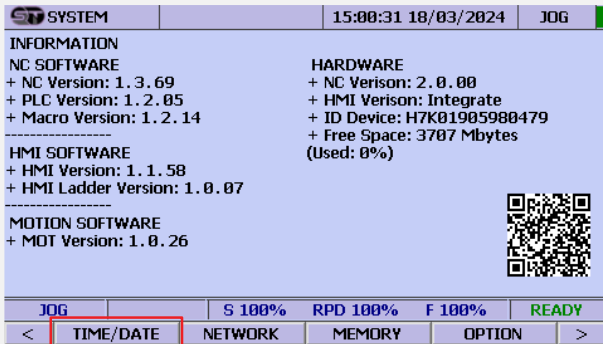 ST SYSTEM 15:00:31 18/03/2024 JOG
INFORMATION
NC SOFTWARE
+ NC Version: 1.3.69
+ PLC Version: 1.2.05
+ Macro Version: 1.2.14
-----------------
HMI SOFTWARE
+ HMI Version: 1.1.58
+ HMI Ladder Version: 1.0.07
-----------------
MOTION SOFTWARE
+ MOT Version: 1.0.26
HARDWARE
+ NC Verison: 2.0.00
+ HMI Verison: Integrate
+ ID Device: H7K01905980479
+ Free Space: 3707 Mbytes
(Used: 0%)
JOG S 100% RPD 100% F 100% READY
< TIME/DATE NETWORK MEMORY OPTION >